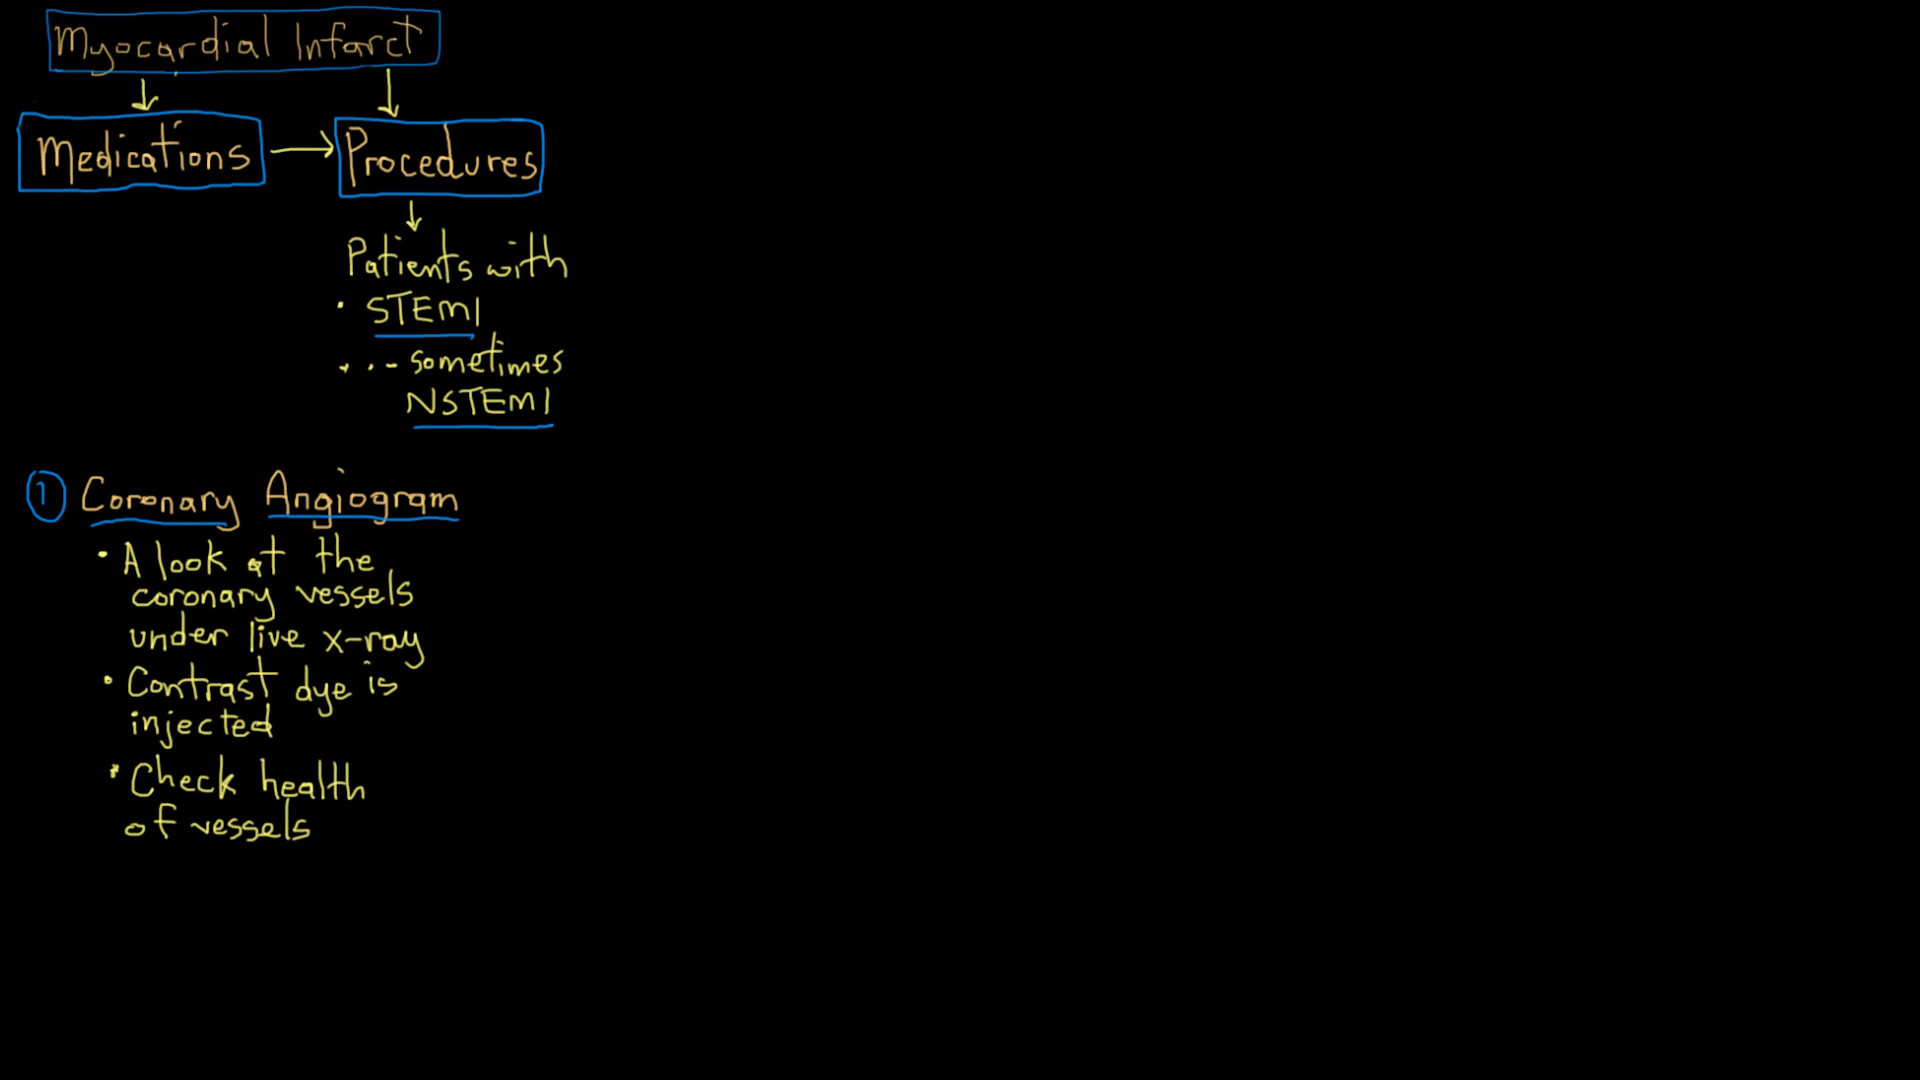 Myocardial Infarct
Medications → Procedures
Patients with
• STEMI
• ..- sometimes
NSTEMI
① Coronary Angiogram
• A look at the
coronary vessels
under live x-ray
• Contrast dye is
injected
• Check health
of vessels